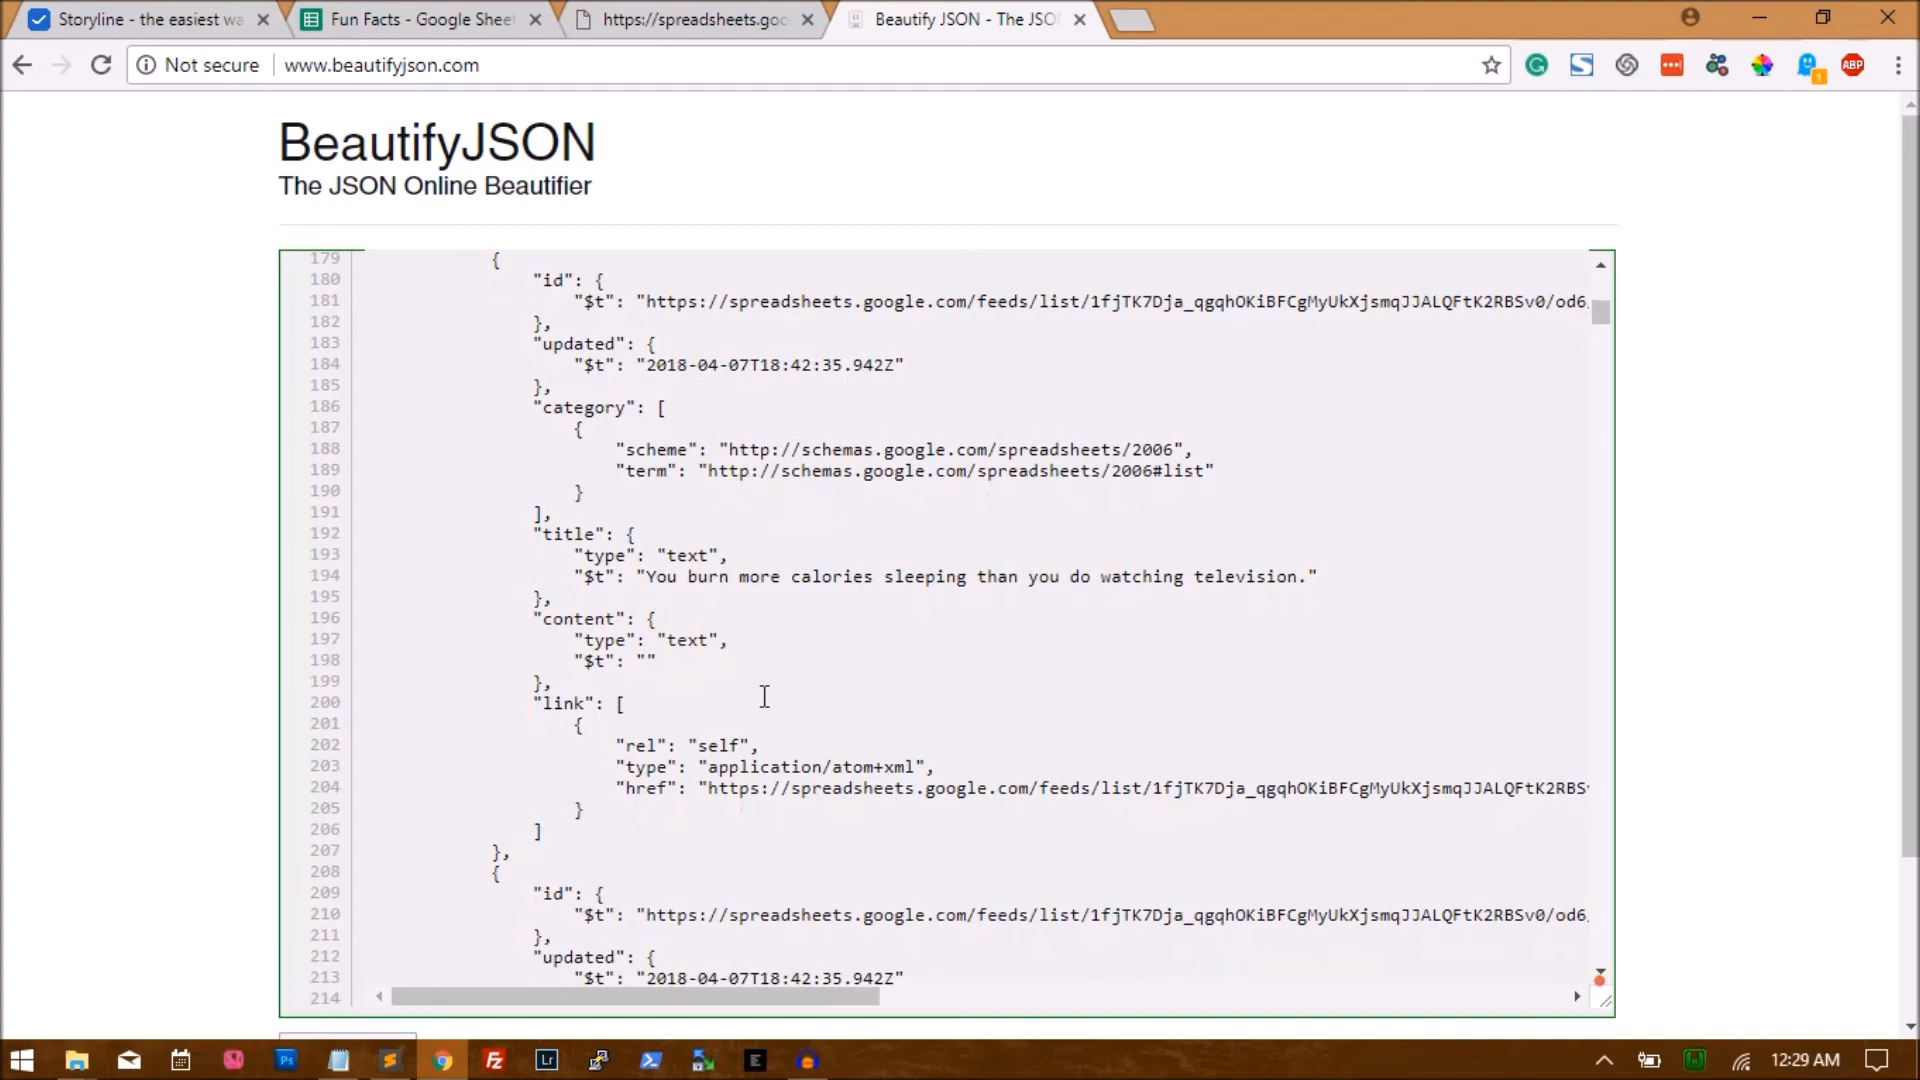 Storyline - the easiest wa
Fun Facts - Google Sheet
https://spreadsheets.goo
Beautify JSON - The JSO
Not secure
www.beautifyjson.com
ABP
BeautifyJSON
The JSON Online Beautifier
179 {
180 "id": {
181 "$t": "https://spreadsheets.google.com/feeds/list/1fjTK7Dja_qgqhOKiBFCgMyUkXjsmqJJALQFtK2RBSv0/od6
182 },
183 "updated": {
184 "$t": "2018-04-07T18:42:35.942Z"
185 },
186 "category": [
187 {
188 "scheme": "http://schemas.google.com/spreadsheets/2006",
189 "term": "http://schemas.google.com/spreadsheets/2006#list"
190 }
191 ],
192 "title": {
193 "type": "text",
194 "$t": "You burn more calories sleeping than you do watching television."
195 },
196 "content": {
197 "type": "text",
198 "$t": ""
199 },
200 "link": [
201 {
202 "rel": "self",
203 "type": "application/atom+xml",
204 "href": "https://spreadsheets.google.com/feeds/list/1fjTK7Dja_qgqhOKiBFCgMyUkXjsmqJJALQFtK2RBS
205 }
206 ]
207 },
208 {
209 "id": {
210 "$t": "https://spreadsheets.google.com/feeds/list/1fjTK7Dja_qgqhOKiBFCgMyUkXjsmqJJALQFtK2RBSv0/od6
211 },
212 "updated": {
213 "$t": "2018-04-07T18:42:35.942Z"
214
Ps
Fz
Lr
E
12:29 AM